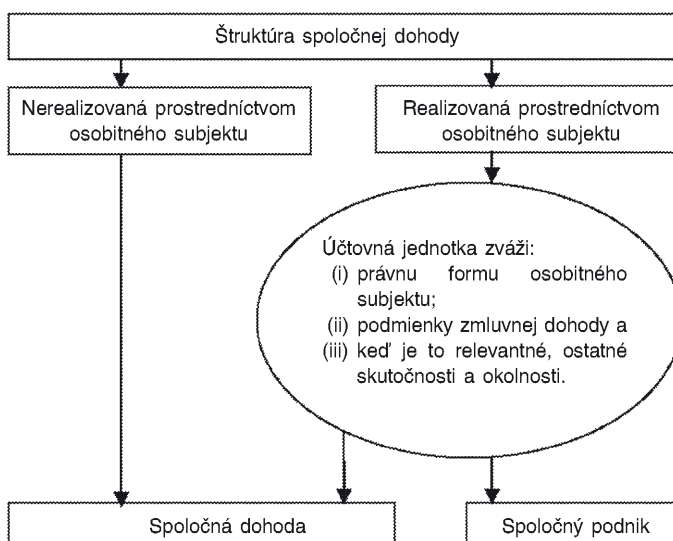 Štruktúra spoločnej dohody
Nerealizovaná prostredníctvom
osobitného subjektu
Realizovaná prostredníctvom
osobitného subjektu
Účtovná jednotka zváži:
(i) právnu formu osobitného
subjektu;
(ii) podmienky zmluvnej dohody a
(iii) keď je to relevantné, ostatné
skutočnosti a okolnosti.
Spoločná dohoda
Spoločný podnik